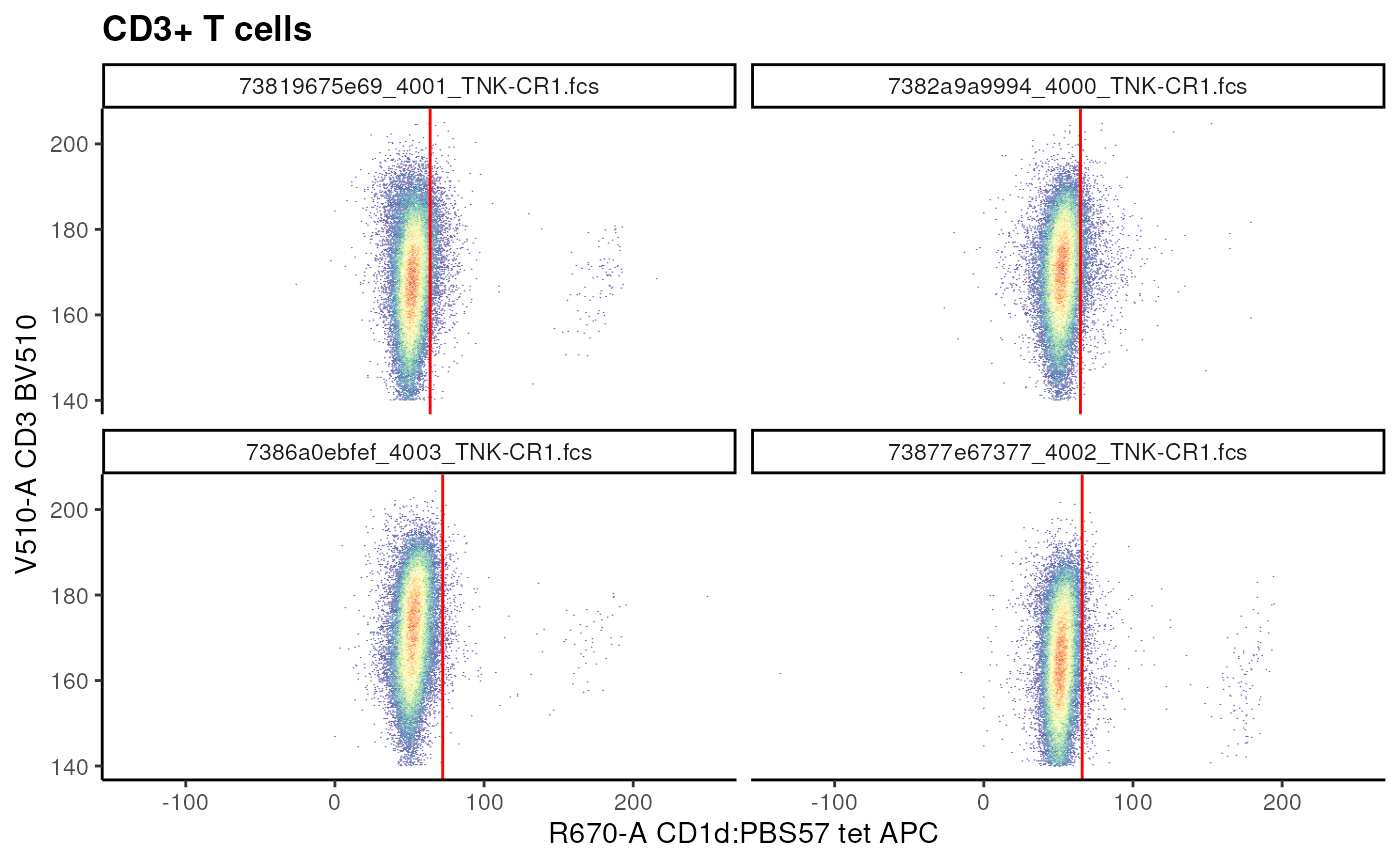 CD3+ T cells
73819675e69_4001_TNK-CR1.fcs
7382a9a9994_4000_TNK-CR1.fcs
200
180
160
140
7386a0ebfef_4003_TNK-CR1.fcs
73877e67377_4002_TNK-CR1.fcs
200
180
160
140
V510-A CD3 BV510
-100
0
100
200
-100
0
100
200
R670-A CD1d:PBS57 tet APC